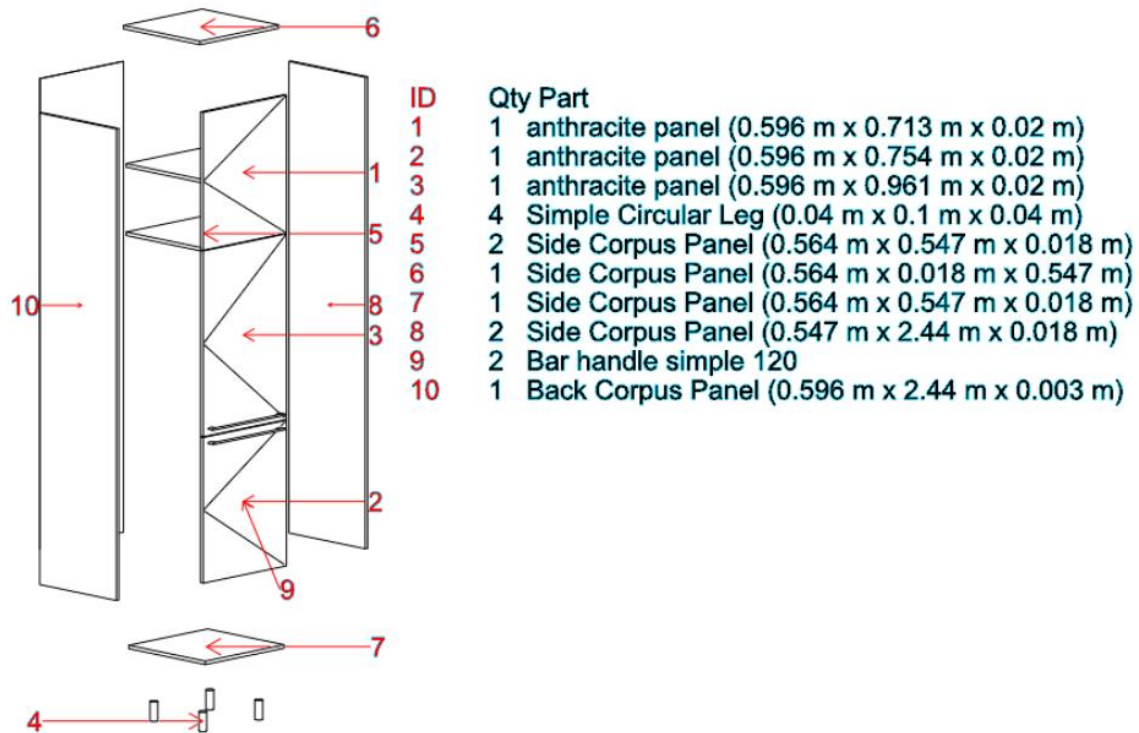 6
ID Qty Part
1 1 anthracite panel (0.596 m x 0.713 m x 0.02 m)
2 1 anthracite panel (0.596 m x 0.754 m x 0.02 m)
3 1 anthracite panel (0.596 m x 0.961 m x 0.02 m)
4 4 Simple Circular Leg (0.04 m x 0.1 m x 0.04 m)
5 2 Side Corpus Panel (0.564 m x 0.547 m x 0.018 m)
6 1 Side Corpus Panel (0.564 m x 0.018 m x 0.547 m)
7 1 Side Corpus Panel (0.564 m x 0.547 m x 0.018 m)
8 2 Side Corpus Panel (0.547 m x 2.44 m x 0.018 m)
9 2 Bar handle simple 120
10 1 Back Corpus Panel (0.596 m x 2.44 m x 0.003 m)
1
5
10
8
3
2
9
7
4